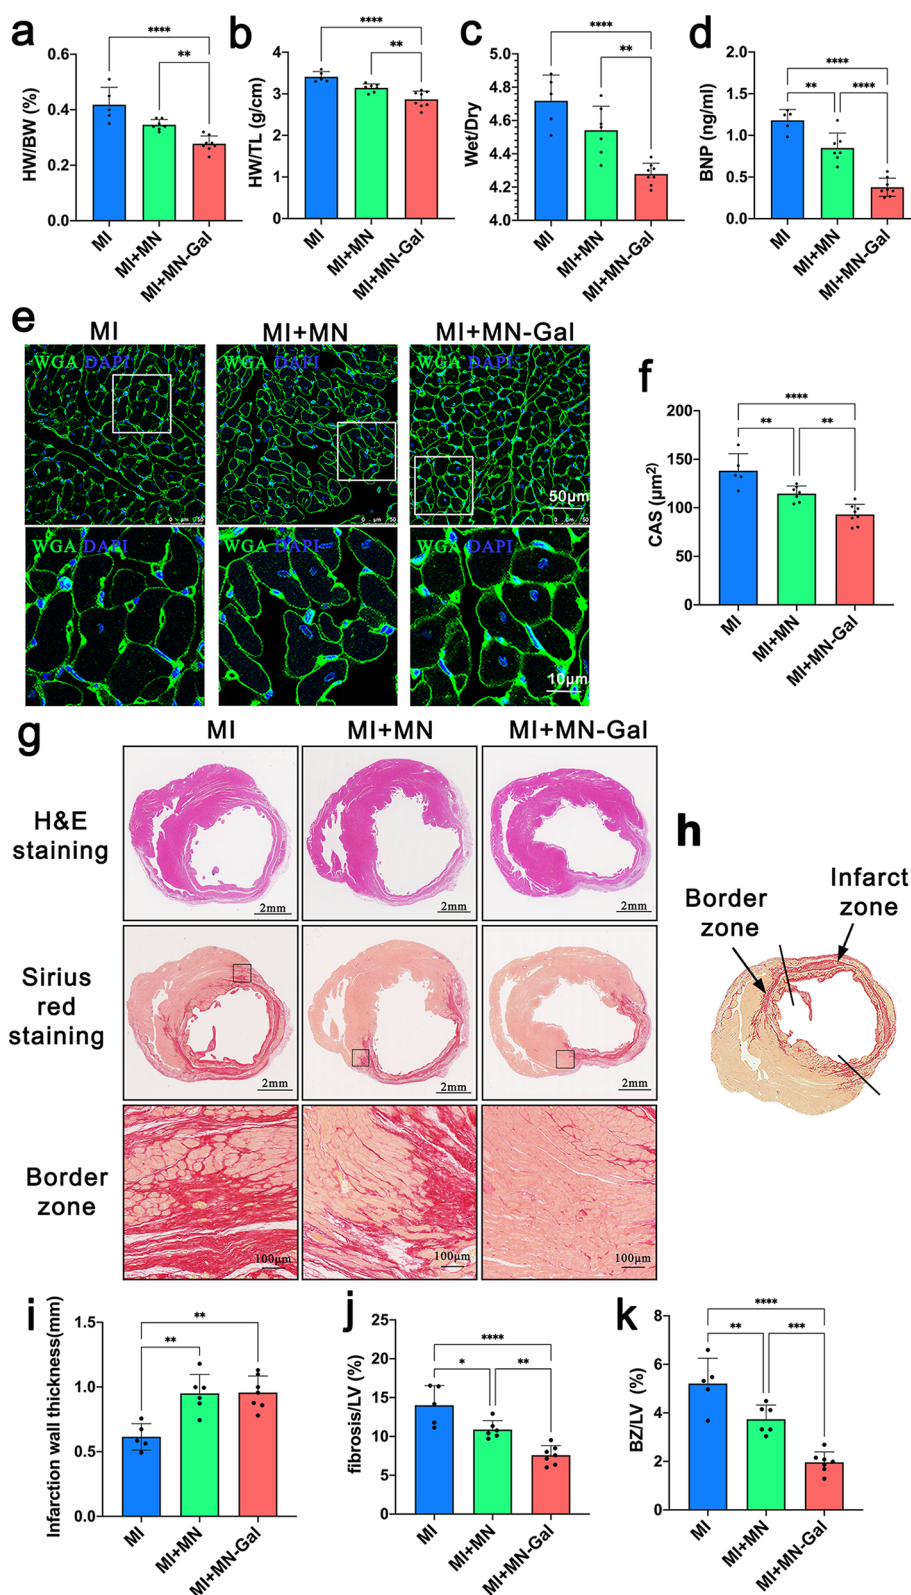 a
HW/BW (%)
0.6
0.4
0.2
0.0
****
**
MI
MI+MN
MI+MN-Gal
b
HW/TL (g/cm)
4
3
2
1
0
****
**
MI
MI+MN
MI+MN-Gal
c
Wet/Dry
5.0
4.8
4.6
4.4
4.2
4.0
****
**
MI
MI+MN
MI+MN-Gal
d
BNP (ng/ml)
2.0
1.5
1.0
0.5
0.0
****
** ****
MI
MI+MN
MI+MN-Gal
e
MI MI+MN MI+MN-Gal
WGA DAPI WGA DAPI WGA DAPI
50μm
0 μm 50 0 μm 50 0 μm 50
WGA DAPI WGA DAPI WGA DAPI
10μm
f
CAS (μm²)
200
150
100
50
0
****
** **
MI
MI+MN
MI+MN-Gal
g
MI MI+MN MI+MN-Gal
H&E
staining
2mm 2mm 2mm
Sirius
red
staining
2mm 2mm 2mm
Border
zone
100μm 100μm 100μm
h
Border
zone
Infarct
zone
i
Infarction wall thickness(mm)
1.5
1.0
0.5
0.0
**
**
MI
MI+MN
MI+MN-Gal
j
fibrosis/LV (%)
25
20
15
10
5
0
****
* **
MI
MI+MN
MI+MN-Gal
k
BZ/LV (%)
8
6
4
2
0
****
** ***
MI
MI+MN
MI+MN-Gal